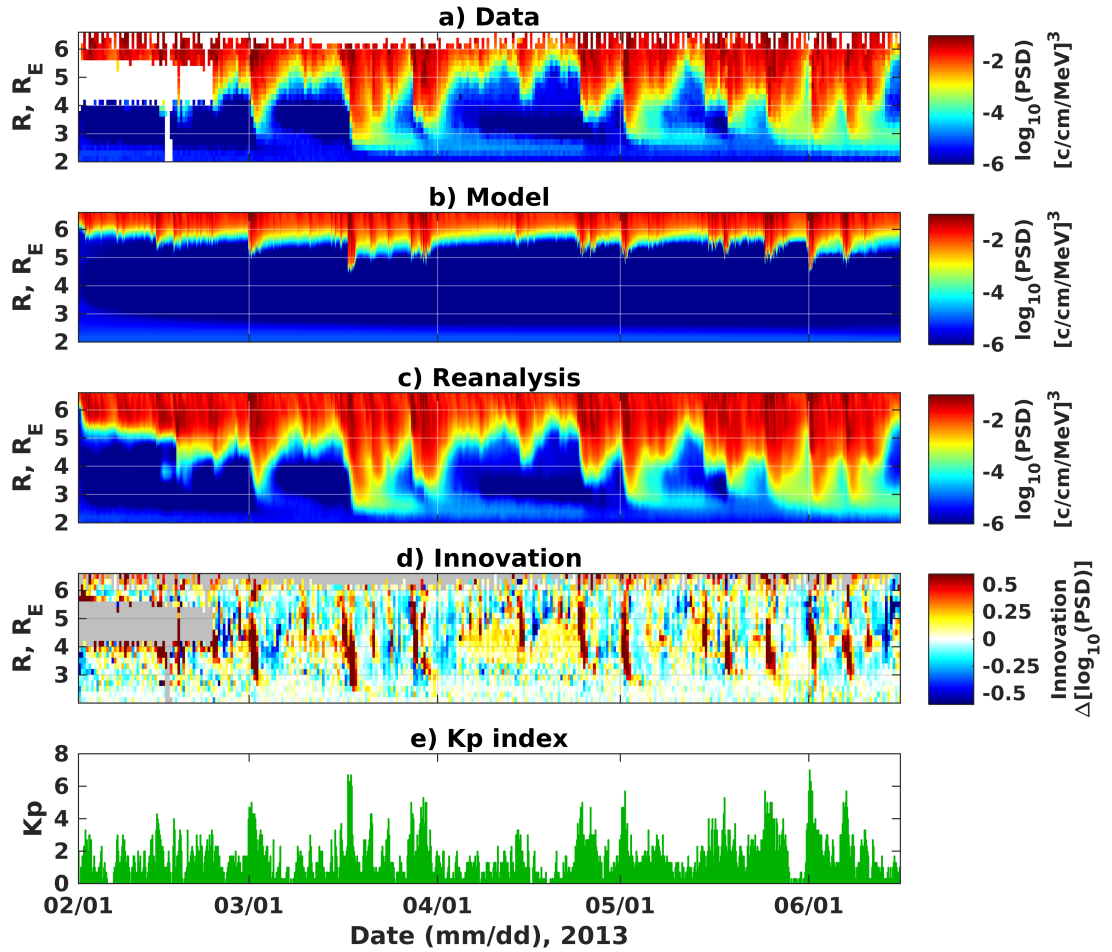 a) Data
6
5
4
3
2
R, R_E
-2
-4
-6
log_10(PSD)
[c/cm/MeV]^3
b) Model
6
5
4
3
2
R, R_E
-2
-4
-6
log_10(PSD)
[c/cm/MeV]^3
c) Reanalysis
6
5
4
3
2
R, R_E
-2
-4
-6
log_10(PSD)
[c/cm/MeV]^3
d) Innovation
6
5
4
3
R, R_E
0.5
0.25
0
-0.25
-0.5
Innovation
Δ[log_10(PSD)]
e) Kp index
8
6
4
2
0
Kp
02/01 03/01 04/01 05/01 06/01
Date (mm/dd), 2013